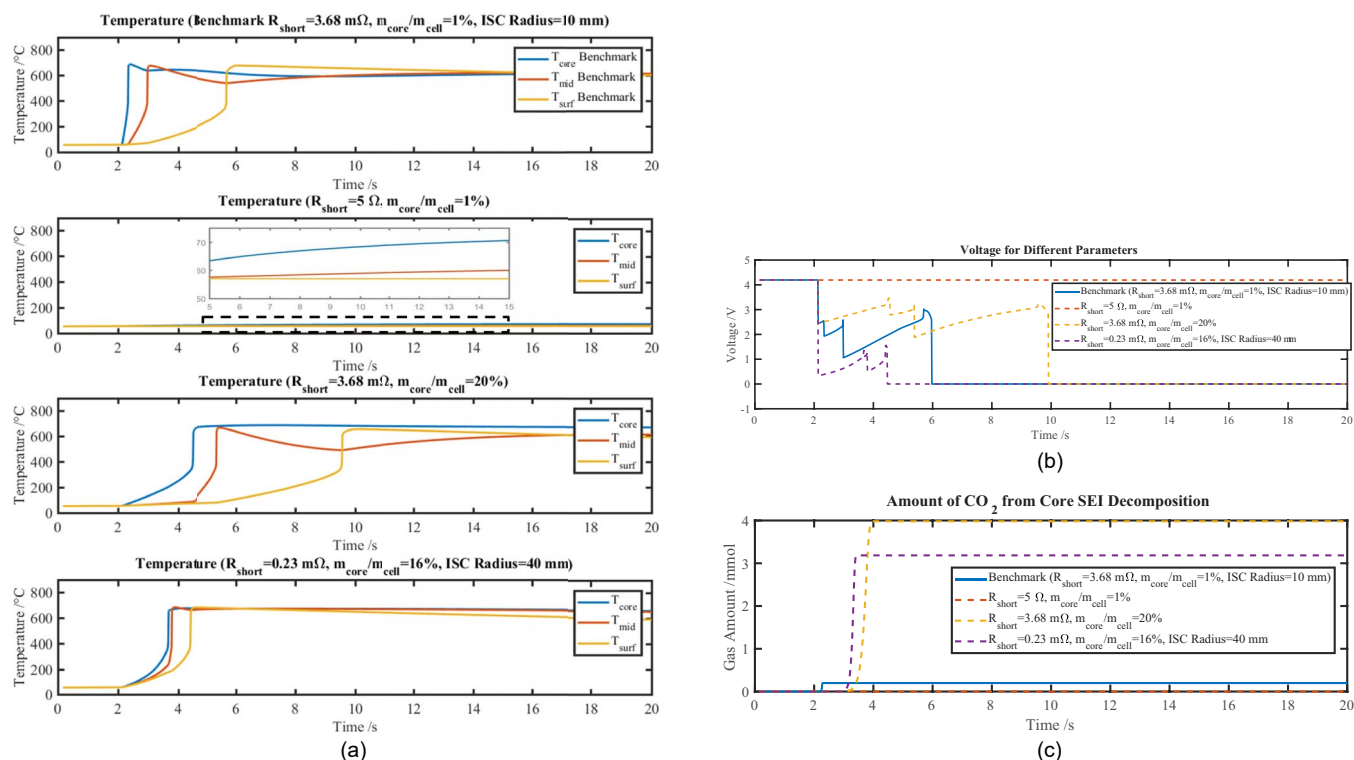 Temperature (Benchmark R_short=3.68 mΩ, m_core/m_cell=1%, ISC Radius=10 mm)
Temperature /°C
800
600
400
200
0
T_core Benchmark
T_mid Benchmark
T_surf Benchmark
0 2 4 6 8 10 12 14 16 18 20
Time /s
Temperature (R_short=5 Ω, m_core/m_cell=1%)
Temperature /°C
800
600
400
200
0
70
60
50
5 6 7 8 9 10 11 12 13 14 15
T_core
T_mid
T_surf
0 2 4 6 8 10 12 14 16 18 20
Time /s
Temperature (R_short=3.68 mΩ, m_core/m_cell=20%)
Temperature /°C
800
600
400
200
0
T_core
T_mid
T_surf
0 2 4 6 8 10 12 14 16 18 20
Time /s
Temperature (R_short=0.23 mΩ, m_core/m_cell=16%, ISC Radius=40 mm)
Temperature /°C
800
600
400
200
0
T_core
T_mid
T_surf
0 2 4 6 8 10 12 14 16 18 20
Time /s
(a)
Voltage for Different Parameters
Voltage /V
5
4
3
2
1
0
-1
Benchmark (R_short=3.68 mΩ, m_core/m_cell=1%, ISC Radius=10 mm)
R_short=5 Ω, m_core/m_cell=1%
R_short=3.68 mΩ, m_core/m_cell=20%
R_short=0.23 mΩ, m_core/m_cell=16%, ISC Radius=40 mm
0 2 4 6 8 10 12 14 16 18 20
Time /s
(b)
Amount of CO₂ from Core SEI Decomposition
Gas Amount /mmol
4
3
2
1
0
Benchmark (R_short=3.68 mΩ, m_core/m_cell=1%, ISC Radius=10 mm)
R_short=5 Ω, m_core/m_cell=1%
R_short=3.68 mΩ, m_core/m_cell=20%
R_short=0.23 mΩ, m_core/m_cell=16%, ISC Radius=40 mm
0 2 4 6 8 10 12 14 16 18 20
Time /s
(c)